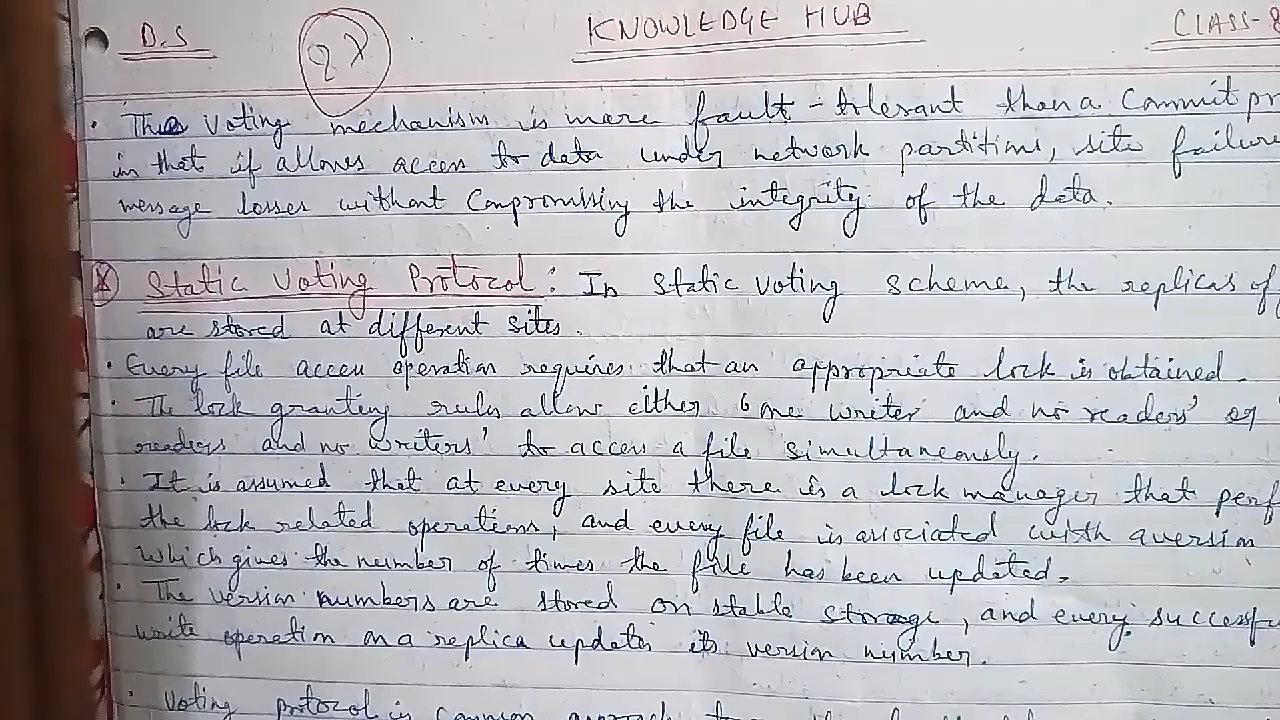 D.S
27
KNOWLEDGE HUB
CLASS-8
• The voting mechanism is more fault-tolerant than a Commit pr
in that if allows access to data under network partitions, site failure
message losses without Compromising the integrity of the data.
Static Voting Protocol: In static voting scheme, the replicas of
are stored at different sites.
• Every file access operation requires that an appropriate lock is obtained.
• The lock granting rules allow either 'one writer and no readers' or
readers and no writers' to access a file simultaneously.
• It is assumed that at every site there is a lock manager that perf
the lock related operations, and every file is associated with a version
which gives the number of times the file has been updated.
• The version numbers are stored on stable storage, and every successfu
write operation on a replica updates its version number.
• Voting protocol is common approach